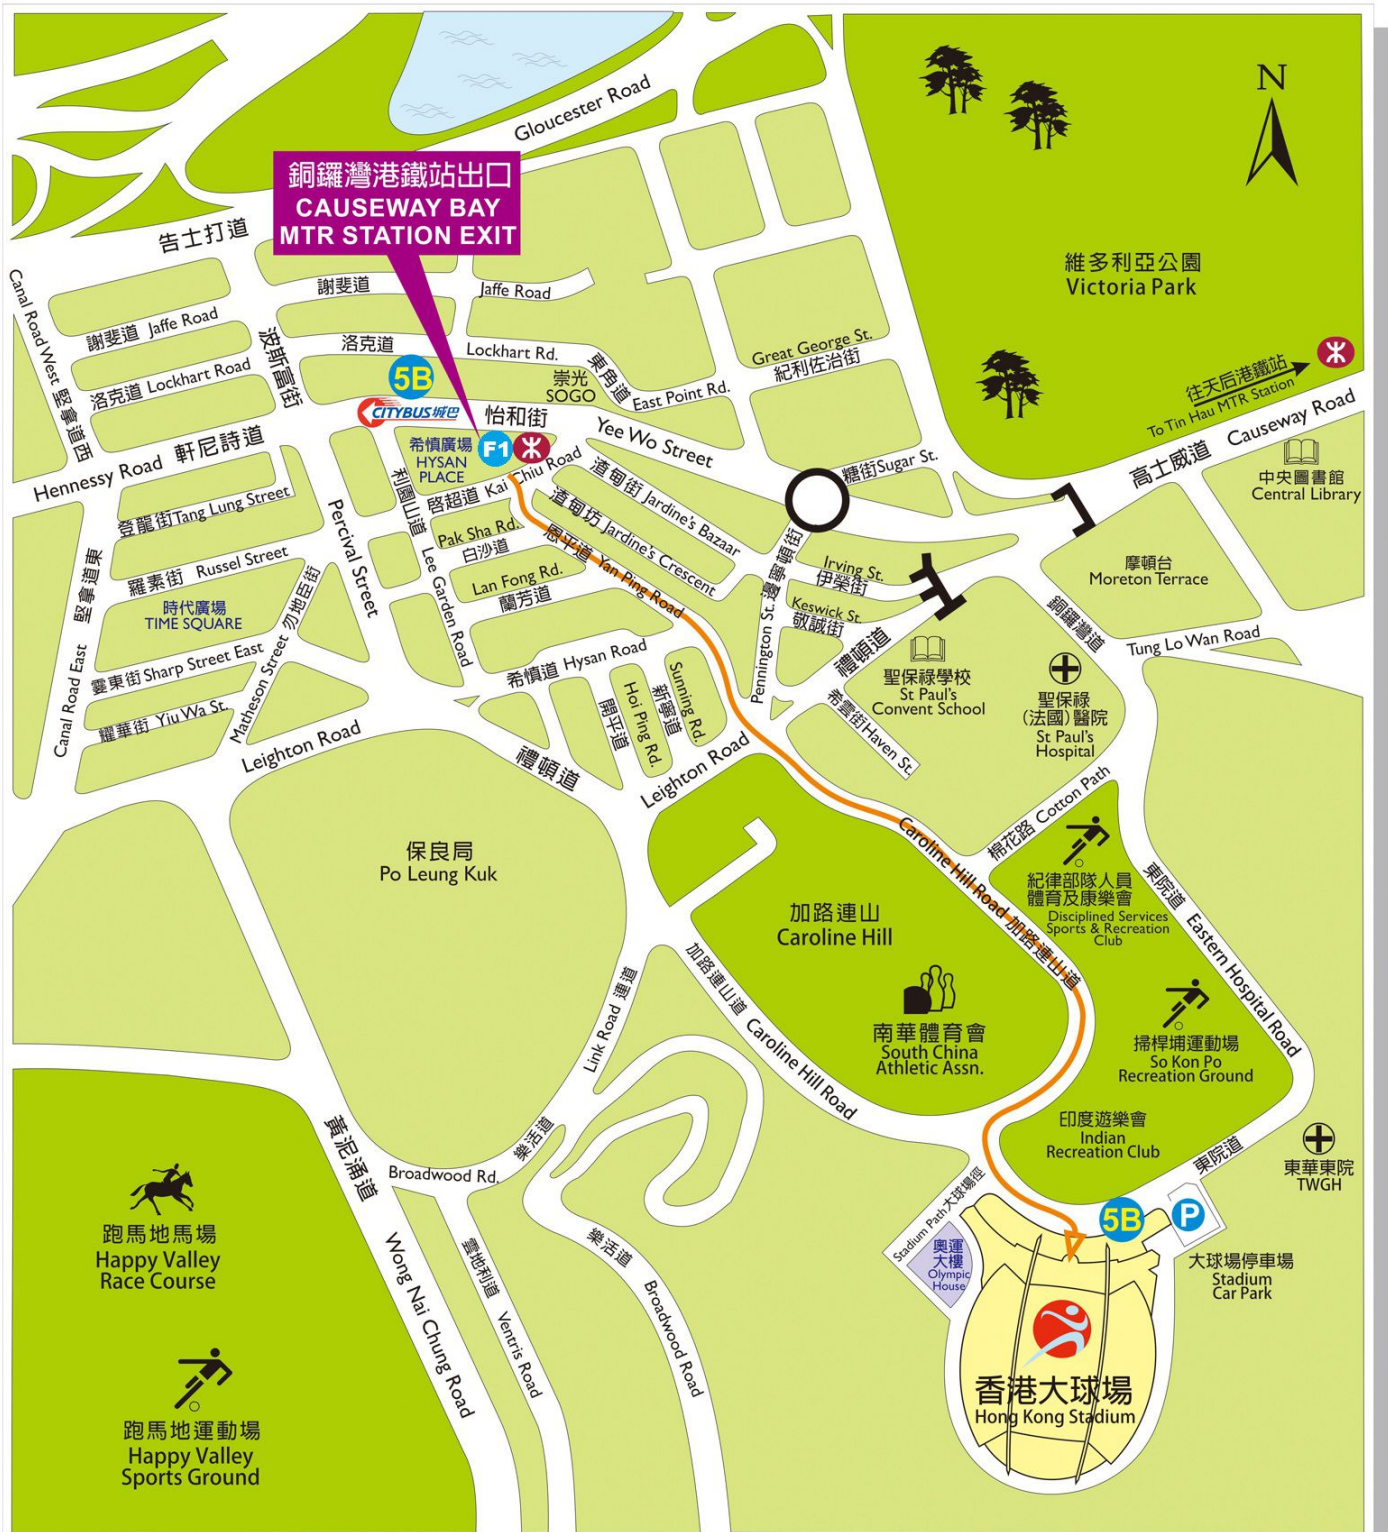 N
Gloucester Road
銅鑼灣港鐵站出口
CAUSEWAY BAY
MTR STATION EXIT
告士打道
維多利亞公園
Victoria Park
Canal Road West 堅拿道西
謝斐道 Jaffe Road
謝斐道
Jaffe Road
洛克道 Lockhart Road
洛克道
Lockhart Rd.
波斯富街
東角道
East Point Rd.
Great George St.
紀利佐治街
崇光
SOGO
5B
CITYBUS 城巴
怡和街
Yee Wo Street
往天后港鐵站
To Tin Hau MTR Station
高士威道 Causeway Road
中央圖書館
Central Library
Hennessy Road 軒尼詩道
希慎廣場
HYSAN
PLACE
F1
啓超道 Kai Chiu Road
利園山道
Lee Garden Road
渣甸街 Jardine's Bazaar
渣甸坊 Jardine's Crescent
糖街 Sugar St.
登龍街 Tang Lung Street
Percival Street
Pak Sha Rd.
白沙道
恩平道 Yan Ping Road
Lan Fong Rd.
蘭芳道
羅素街 Russel Street
時代廣場
TIME SQUARE
Canal Road East 堅拿道東
Matheson Street 勿地臣街
霎東街 Sharp Street East
耀華街 Yiu Wa St.
Pennington St. 邊寧頓街
Irving St.
伊榮街
Keswick St.
敬誠街
禮頓道
摩頓台
Moreton Terrace
銅鑼灣道
Tung Lo Wan Road
聖保祿學校
St Paul's
Convent School
聖保祿
(法國)醫院
St Paul's
Hospital
希慎道 Hysan Road
開平道
Hoi Ping Rd.
新寧道
Sunning Rd.
希雲街 Haven St.
Leighton Road
禮頓道
Leighton Road
棉花路 Cotton Path
保良局
Po Leung Kuk
Caroline Hill Road 加路連山道
加路連山
Caroline Hill
紀律部隊人員
體育及康樂會
Disciplined Services
Sports & Recreation
Club
東院道 Eastern Hospital Road
加路連山道 Caroline Hill Road
南華體育會
South China
Athletic Assn.
掃桿埔運動場
So Kon Po
Recreation Ground
Link Road 連道
印度遊樂會
Indian
Recreation Club
東院道
東華東院
TWGH
黃泥涌道
Wong Nai Chung Road
Broadwood Rd.
樂活道
樂活道
Broadwood Road
雲地利道
Ventris Road
跑馬地馬場
Happy Valley
Race Course
跑馬地運動場
Happy Valley
Sports Ground
Stadium Path 大球場徑
奧運
大樓
Olympic
House
5B
P
大球場停車場
Stadium
Car Park
香港大球場
Hong Kong Stadium